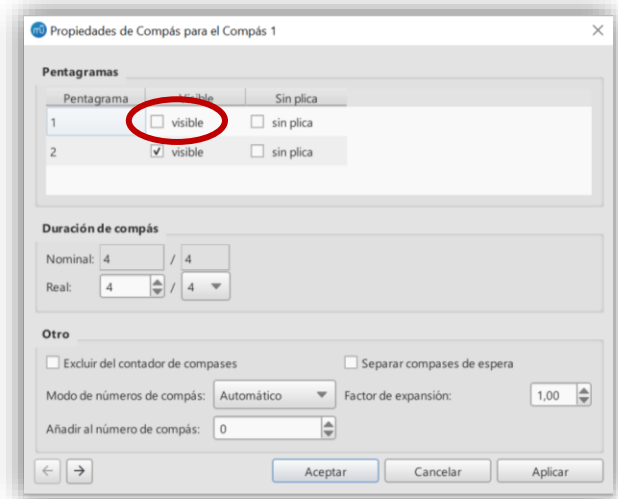 Propiedades de Compás para el Compás 1
Pentagramas
Pentagrama Visible Sin plica
1 visible sin plica
2 visible sin plica
Duración de compás
Nominal: 4 / 4
Real: 4 / 4
Otro
Excluir del contador de compases Separar compases de espera
Modo de números de compás: Automático Factor de expansión: 1,00
Añadir al número de compás: 0
Aceptar Cancelar Aplicar